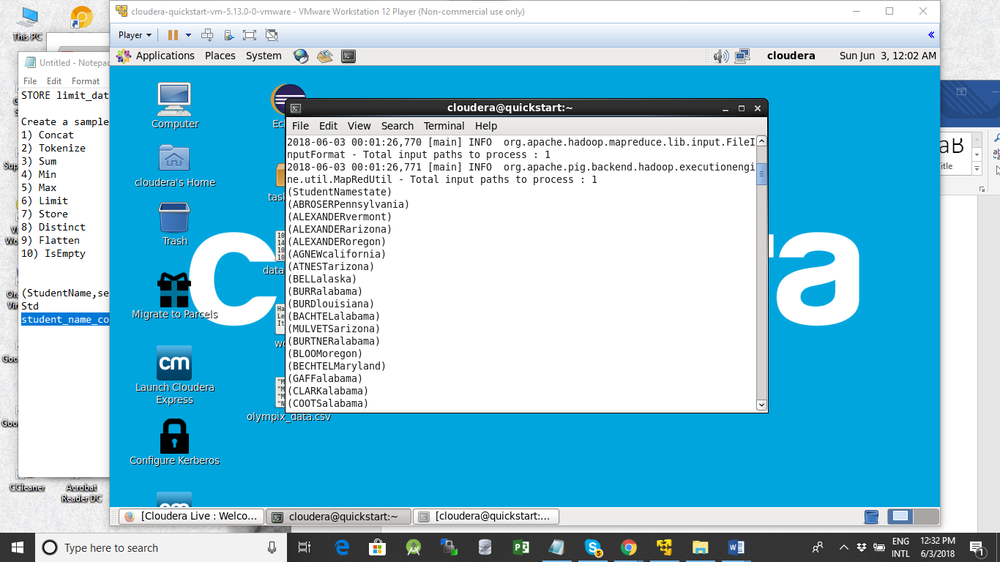 cloudera-quickstart-vm-5.13.0-0-vmware - VMware Workstation 12 Player (Non-commercial use only)
This PC
Player
Applications Places System
cloudera Sun Jun 3, 12:02 AM
Untitled - Notepad
File Edit Format
STORE limit_dat
Create a sample
1) Concat
2) Tokenize
3) Sum
4) Min
5) Max
6) Limit
7) Store
8) Distinct
9) Flatten
10) IsEmpty
(StudentName,se
Std
student_name_co
CCleaner
Acrobat
Reader DC
Computer
cloudera's Home
Trash
Migrate to Parcels
cm
Launch Cloudera
Express
Configure Kerberos
olympix_data.csv
cloudera@quickstart:~
File Edit View Search Terminal Help
2018-06-03 00:01:26,770 [main] INFO  org.apache.hadoop.mapreduce.lib.input.FileI
nputFormat - Total input paths to process : 1
2018-06-03 00:01:26,771 [main] INFO  org.apache.pig.backend.hadoop.executionengi
ne.util.MapRedUtil - Total input paths to process : 1
(StudentNamestate)
(ABROSERPennsylvania)
(ALEXANDERvermont)
(ALEXANDERarizona)
(ALEXANDERoregon)
(AGNEWcalifornia)
(ATNESTarizona)
(BELLalaska)
(BURRalabama)
(BURDlouisiana)
(BACHTELalabama)
(MULVETSarizona)
(BURTNERalabama)
(BLOOMoregon)
(BECHTELMaryland)
(GAFFalabama)
(CLARKalabama)
(COOTSalabama)
[Cloudera Live : Welco...
cloudera@quickstart:~
[cloudera@quickstart:...
Type here to search
ENG
INTL
12:32 PM
6/3/2018